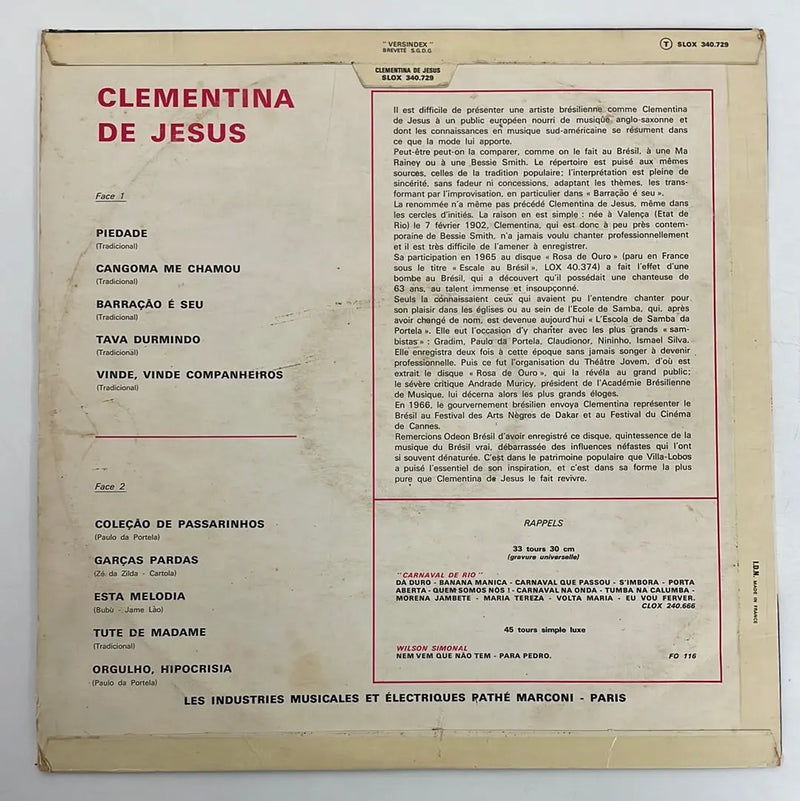 "VERSINDEX"
BREVETÉ S.G.D.G.
Ⓣ SLOX 340.729
CLEMENTINA DE JESUS
SLOX 340.729
CLEMENTINA
DE JESUS
Face 1
PIEDADE
(Tradicional)
CANGOMA ME CHAMOU
(Tradicional)
BARRAÇÃO É SEU
(Tradicional)
TAVA DURMINDO
(Tradicional)
VINDE, VINDE COMPANHEIROS
(Tradicional)
Face 2
COLEÇÃO DE PASSARINHOS
(Paulo da Portela)
GARÇAS PARDAS
(Zé. da Zilda - Cartola)
ESTA MELODIA
(Bubù - Jame Lào)
TUTE DE MADAME
(Tradicional)
ORGULHO, HIPOCRISIA
(Paulo da Portela)
Il est difficile de présenter une artiste brésilienne comme Clementina
de Jesus à un public européen nourri de musique anglo-saxonne et
dont les connaissances en musique sud-américaine se résument dans
ce que la mode lui apporte.
Peut-être peut-on la comparer, comme on le fait au Brésil, à une Ma
Rainey ou à une Bessie Smith. Le répertoire est puisé aux mêmes
sources, celles de la tradition populaire; l'interprétation est pleine de
sincérité, sans fadeur ni concessions, adaptant les thèmes, les trans-
formant par l'improvisation, en particulier dans « Barração é seu ».
La renommée n'a même pas précédé Clementina de Jesus, même dans
les cercles d'initiés. La raison en est simple : née à Valença (Etat de
Rio) le 7 février 1902, Clementina, qui est donc à peu près contem-
poraine de Bessie Smith, n'a jamais voulu chanter professionnellement
et il est très difficile de l'amener à enregistrer.
Sa participation en 1965 au disque « Rosa de Ouro » (paru en France
sous le titre « Escale au Brésil », LOX 40.374) a fait l'effet d'une
bombe au Brésil, qui a découvert qu'il possédait une chanteuse de
63 ans, au talent immense et insoupçonné.
Seuls la connaissaient ceux qui avaient pu l'entendre chanter pour
son plaisir dans les églises ou au sein de l'Ecole de Samba, qui, après
avoir changé de nom, est devenue aujourd'hui « L'Escola de Samba da
Portela ». Elle eut l'occasion d'y chanter avec les plus grands « sam-
bistas » : Gradim, Paulo da Portela, Claudionor, Nininho, Ismael Silva.
Elle enregistra deux fois à cette époque sans jamais songer à devenir
professionnelle. Puis ce fut l'organisation du Théâtre Jovem, d'où est
extrait le disque « Rosa de Ouro », qui la révéla au grand public;
le sévère critique Andrade Muricy, président de l'Académie Brésilienne
de Musique, lui décerna alors les plus grands éloges.
En 1966, le gouvernement brésilien envoya Clementina représenter le
Brésil au Festival des Arts Nègres de Dakar et au Festival du Cinéma
de Cannes.
Remercions Odeon Brésil d'avoir enregistré ce disque, quintessence de la
musique du Brésil vrai, débarrassée des influences néfastes qui l'ont
si souvent dénaturée. C'est dans le patrimoine populaire que Villa-Lobos
a puisé l'essentiel de son inspiration, et c'est dans sa forme la plus
pure que Clementina de Jesus le fait revivre.
RAPPELS
33 tours 30 cm
(gravure universelle)
"CARNAVAL DE RIO"
DA DURO - BANANA MANICA - CARNAVAL QUE PASSOU - S'IMBORA - PORTA
ABERTA - QUEM SOMOS NÒS ! - CARNAVAL NA ONDA - TUMBA NA CALUMBA -
MORENA JAMBETE - MARIA TEREZA - VOLTA MARIA - EU VOU FERVER.
CLOX 240.666
45 tours simple luxe
WILSON SIMONAL
NEM VEM QUE NÃO TEM - PARA PEDRO. FO 116
I.D.N. MADE IN FRANCE
LES INDUSTRIES MUSICALES ET ÉLECTRIQUES PATHÉ MARCONI - PARIS